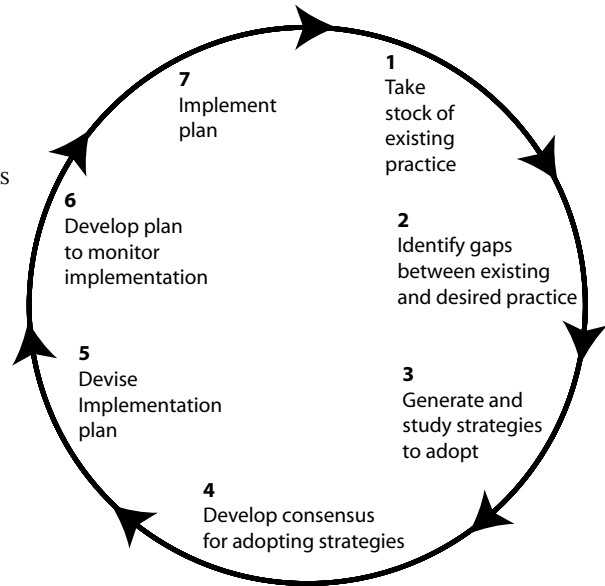 1
Take
stock of
existing
practice
2
Identify gaps
between existing
and desired practice
3
Generate and
study strategies
to adopt
4
Develop consensus
for adopting strategies
5
Devise
Implementation
plan
6
Develop plan
to monitor
implementation
7
Implement
plan
s